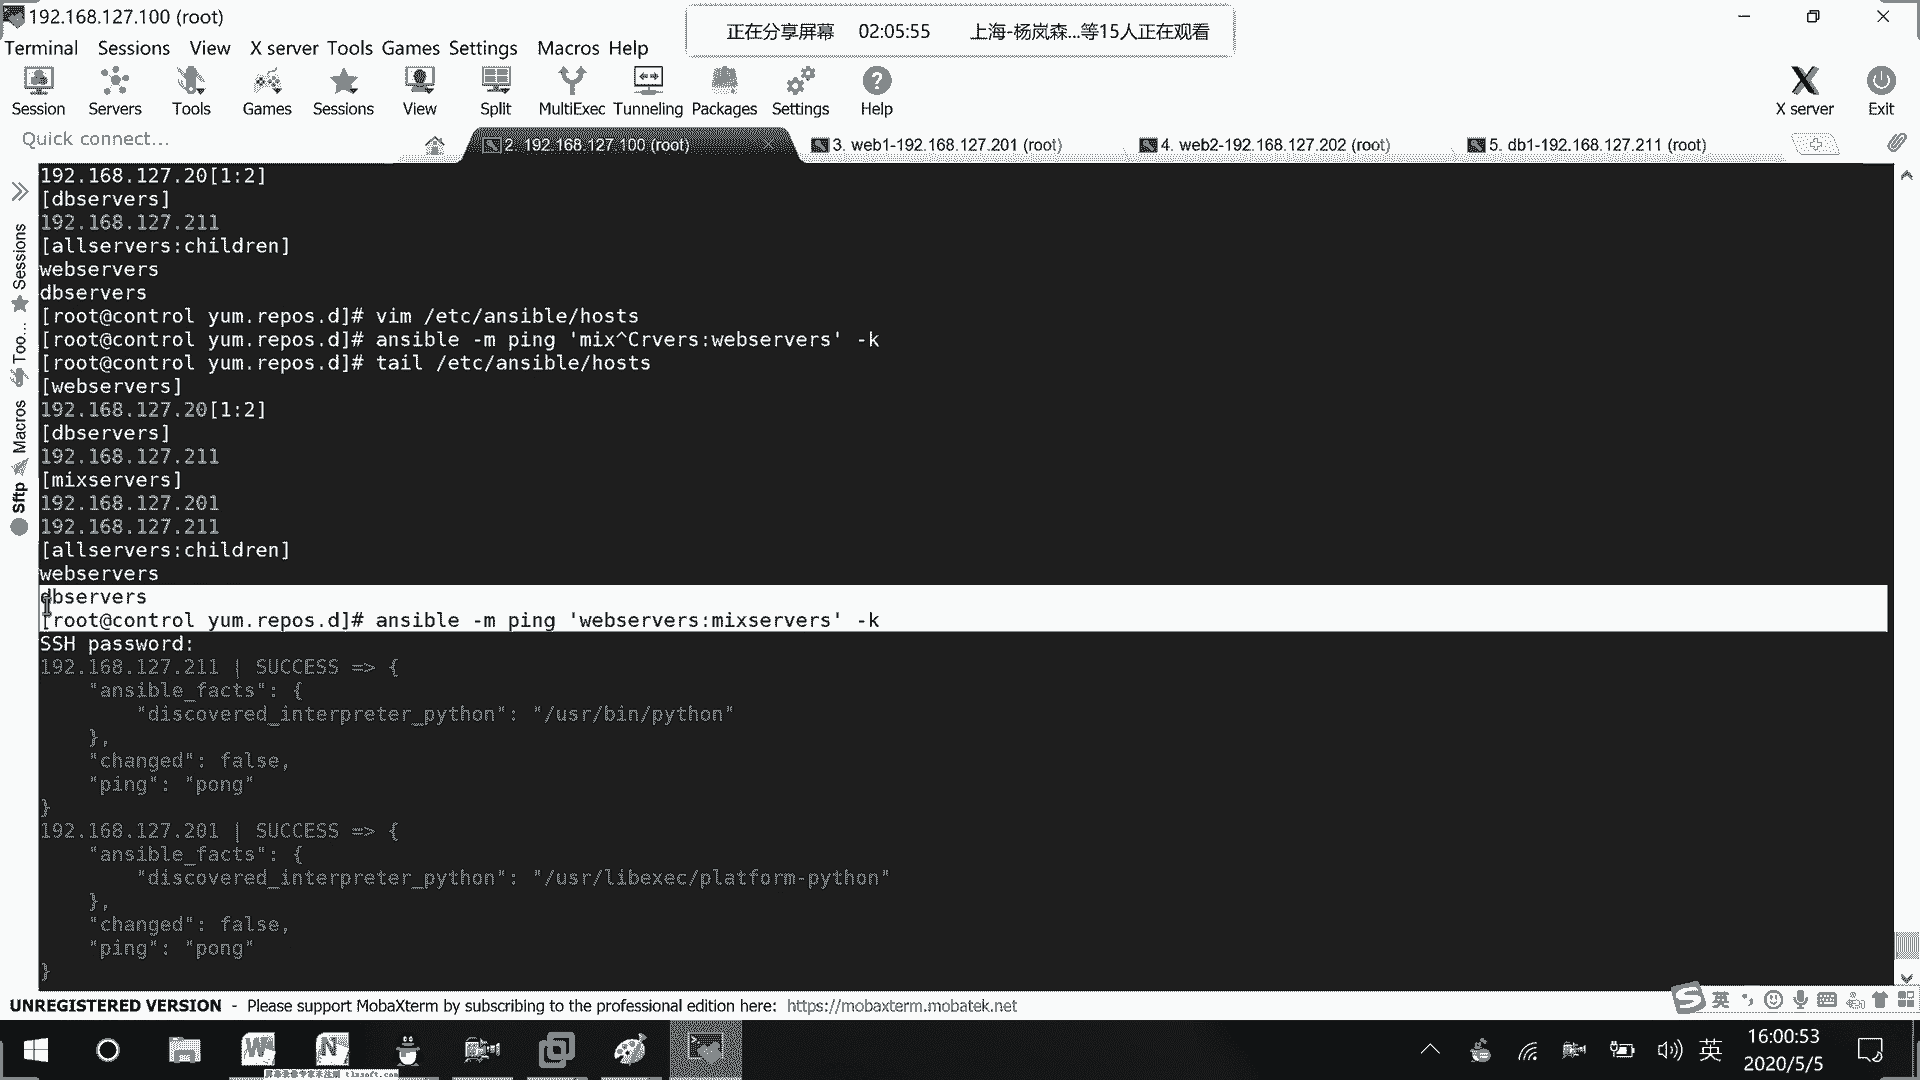 192.168.127.100 (root)
正在分享屏幕 02:05:55 上海-杨岚森...等15人正在观看
Terminal Sessions View X server Tools Games Settings Macros Help
Session Servers Tools Games Sessions View Split MultiExec Tunneling Packages Settings Help X server Exit
Quick connect...
2. 192.168.127.100 (root)
3. web1-192.168.127.201 (root)
4. web2-192.168.127.202 (root)
5. db1-192.168.127.211 (root)
Sessions
Too...
Macros
Sftp
192.168.127.20[1:2]
[dbservers]
192.168.127.211
[allservers:children]
webservers
dbservers
[root@control yum.repos.d]# vim /etc/ansible/hosts
[root@control yum.repos.d]# ansible -m ping 'mix^Crvers:webservers' -k
[root@control yum.repos.d]# tail /etc/ansible/hosts
[webservers]
192.168.127.20[1:2]
[dbservers]
192.168.127.211
[mixservers]
192.168.127.201
192.168.127.211
[allservers:children]
webservers
dbservers
[root@control yum.repos.d]# ansible -m ping 'webservers:mixservers' -k
SSH password:
192.168.127.211 | SUCCESS => {
    "ansible_facts": {
        "discovered_interpreter_python": "/usr/bin/python"
    },
    "changed": false,
    "ping": "pong"
}
192.168.127.201 | SUCCESS => {
    "ansible_facts": {
        "discovered_interpreter_python": "/usr/libexec/platform-python"
    },
    "changed": false,
    "ping": "pong"
}
UNREGISTERED VERSION - Please support MobaXterm by subscribing to the professional edition here: https://mobaxterm.mobatek.net
英
英
16:00:53
2020/5/5